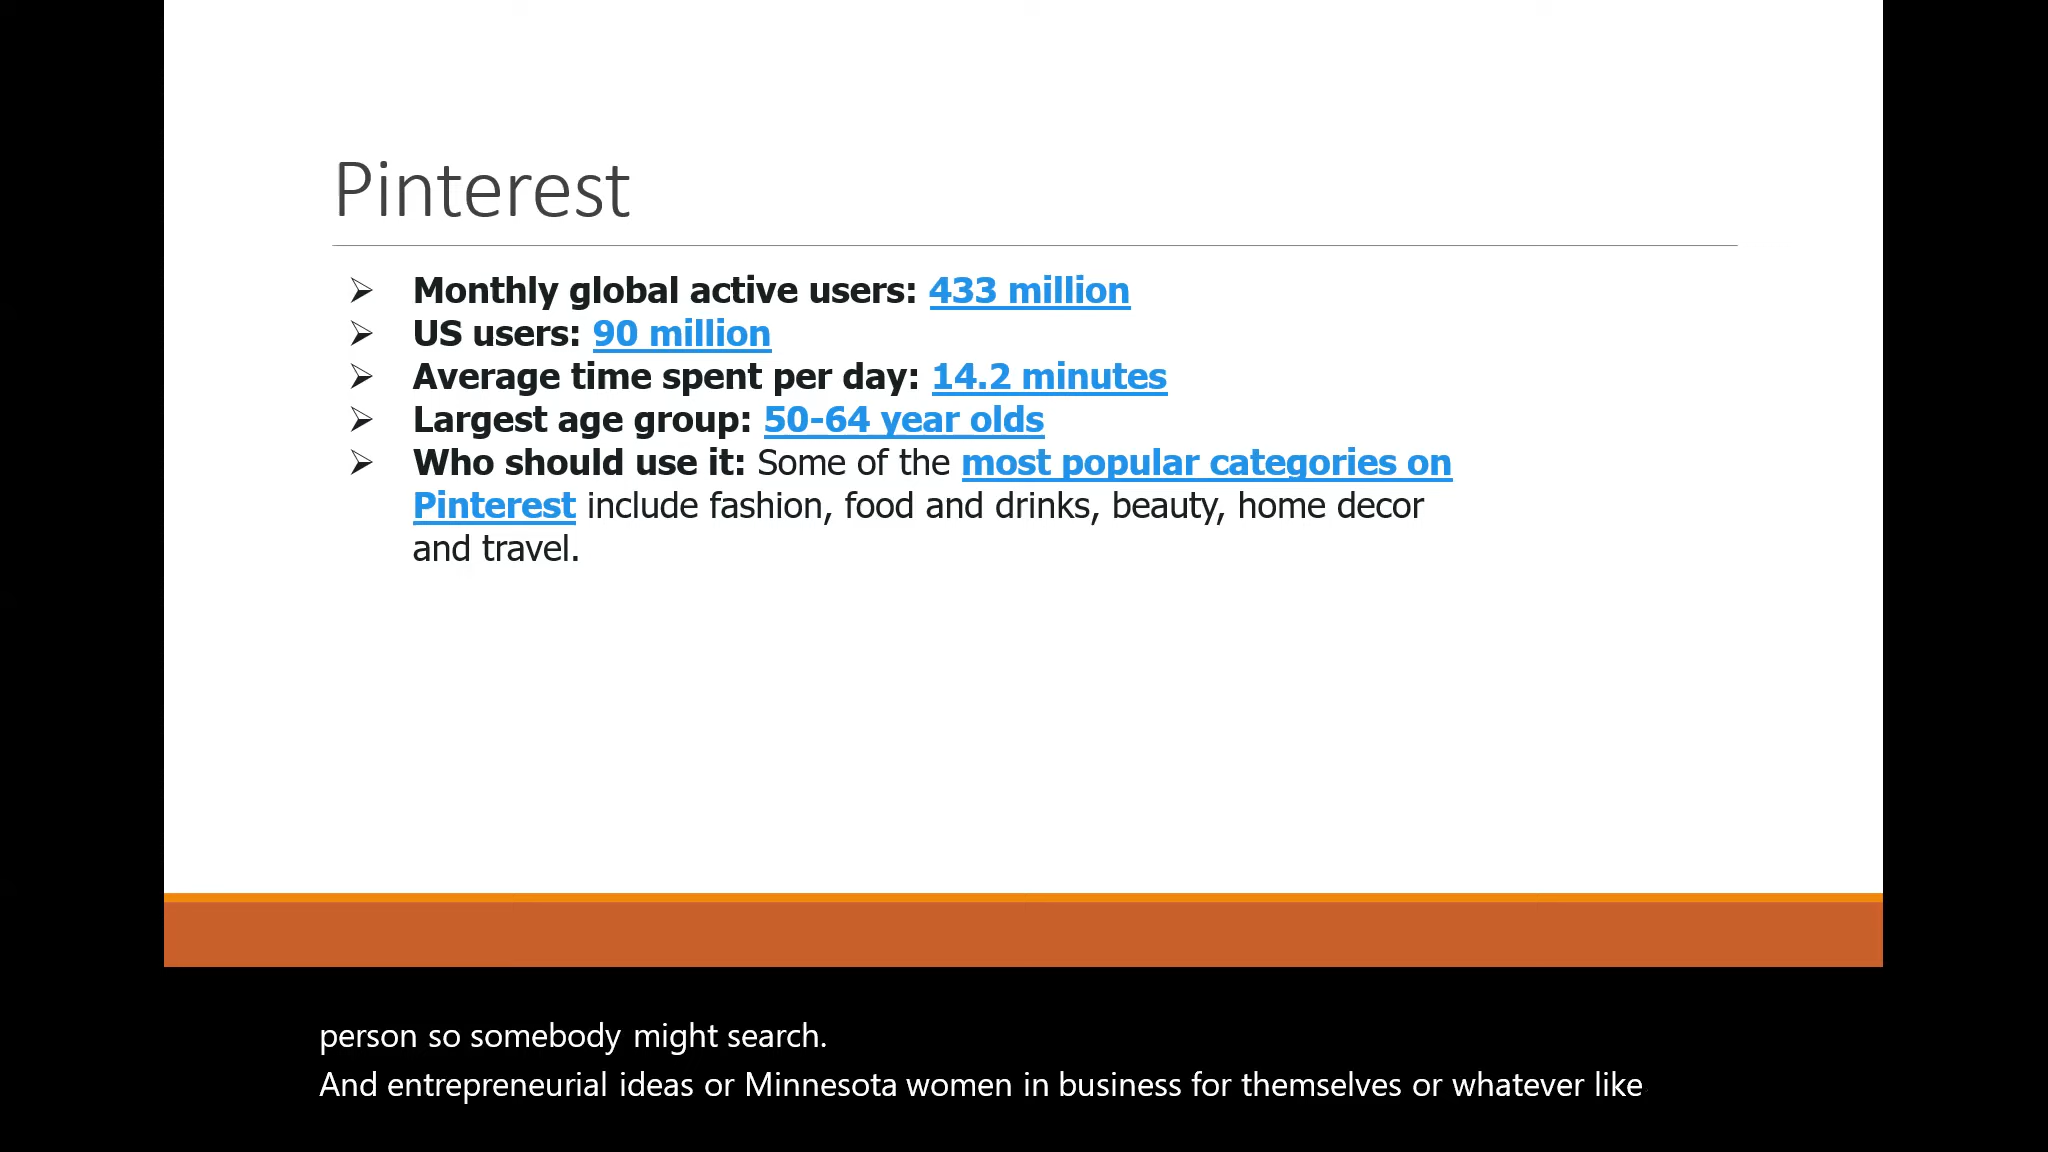 Pinterest
➢ Monthly global active users: 433 million
➢ US users: 90 million
➢ Average time spent per day: 14.2 minutes
➢ Largest age group: 50-64 year olds
➢ Who should use it: Some of the most popular categories on
Pinterest include fashion, food and drinks, beauty, home decor
and travel.
person so somebody might search.
And entrepreneurial ideas or Minnesota women in business for themselves or whatever like